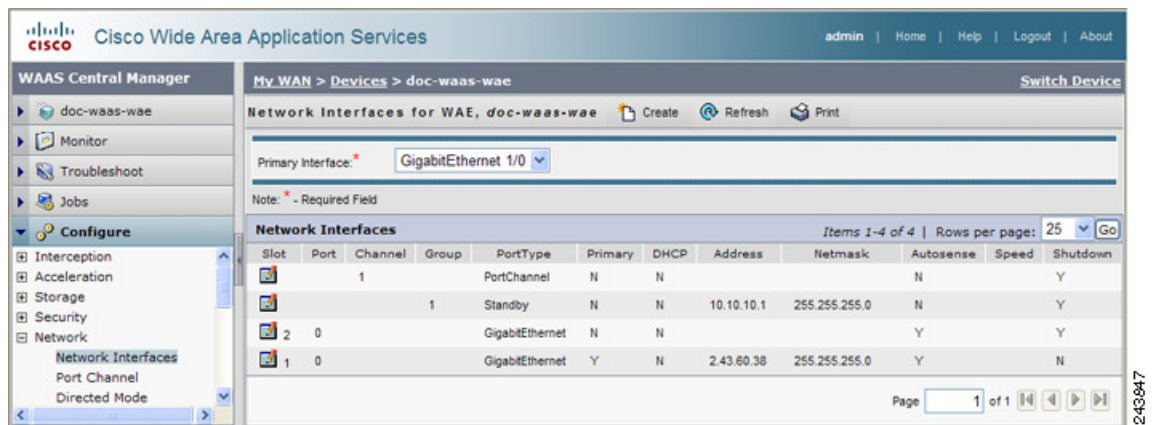 CISCO Cisco Wide Area Application Services admin | Home | Help | Logout | About
WAAS Central Manager
doc-waas-wae
Monitor
Troubleshoot
Jobs
Configure
Interception
Acceleration
Storage
Security
Network
Network Interfaces
Port Channel
Directed Mode
My WAN > Devices > doc-waas-wae Switch Device
Network Interfaces for WAE, doc-waas-wae Create Refresh Print
Primary Interface:* GigabitEthernet 1/0
Note: * - Required Field
Network Interfaces Items 1-4 of 4 | Rows per page: 25 Go
Slot Port Channel Group PortType Primary DHCP Address Netmask Autosense Speed Shutdown
1 PortChannel N N N Y
1 Standby N N 10.10.10.1 255.255.255.0 N Y
2 0 GigabitEthernet N N Y Y
1 0 GigabitEthernet Y N 2.43.60.38 255.255.255.0 Y N
Page 1 of 1
243847